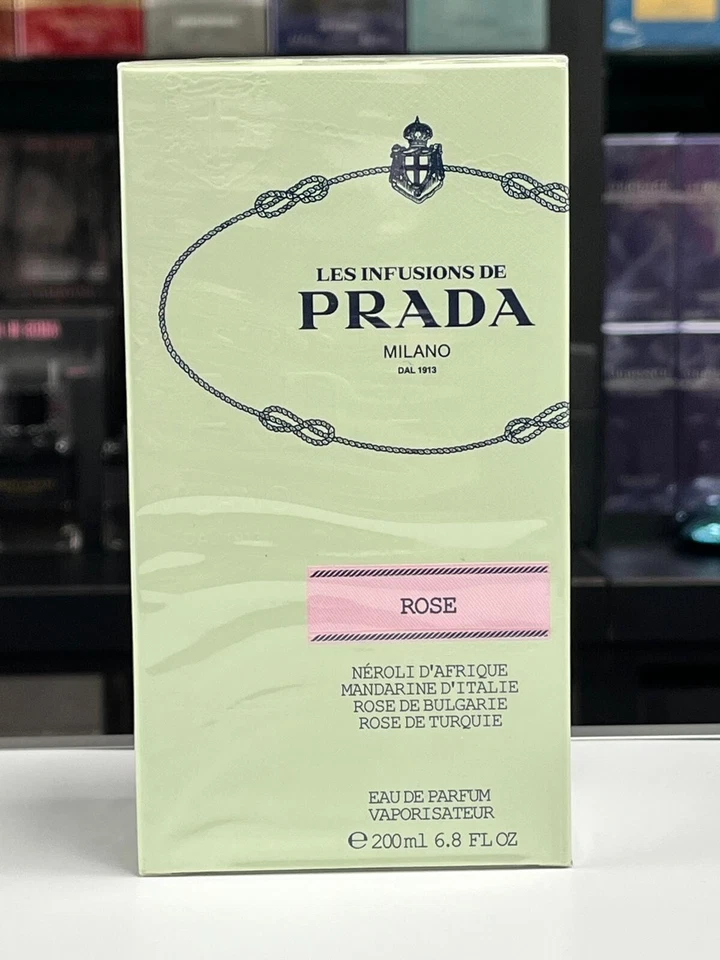 LES INFUSIONS DE
PRADA
MILANO
DAL 1913
ROSE
NÉROLI D'AFRIQUE
MANDARINE D'ITALIE
ROSE DE BULGARIE
ROSE DE TURQUIE
EAU DE PARFUM
VAPORISATEUR
℮ 200ml 6.8 FL OZ